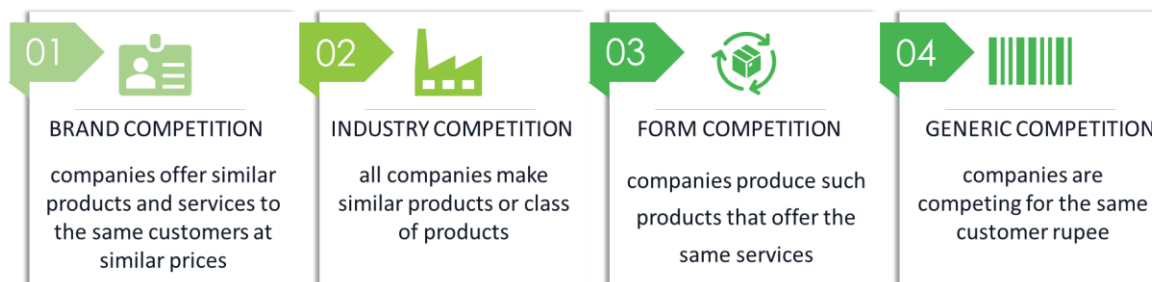 01
BRAND COMPETITION
companies offer similar
products and services to
the same customers at
similar prices
02
INDUSTRY COMPETITION
all companies make
similar products or class
of products
03
FORM COMPETITION
companies produce such
products that offer the
same services
04
GENERIC COMPETITION
companies are
competing for the same
customer rupee